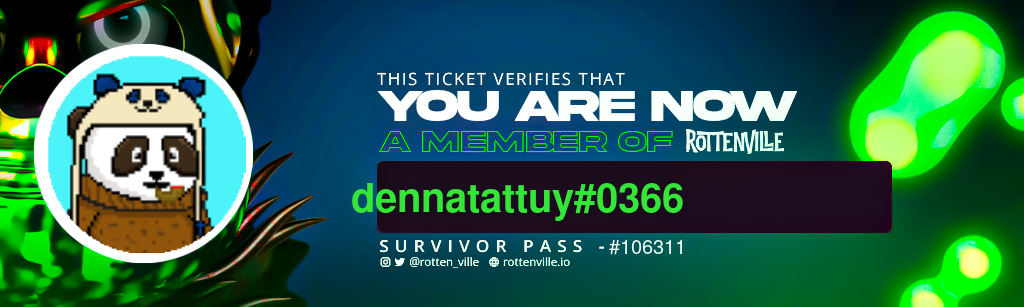 THIS TICKET VERIFIES THAT
YOU ARE NOW
A MEMBER OF ROTTENVILLE
dennatattuy#0366
SURVIVOR PASS - #106311
@rotten_ville rottenville.io